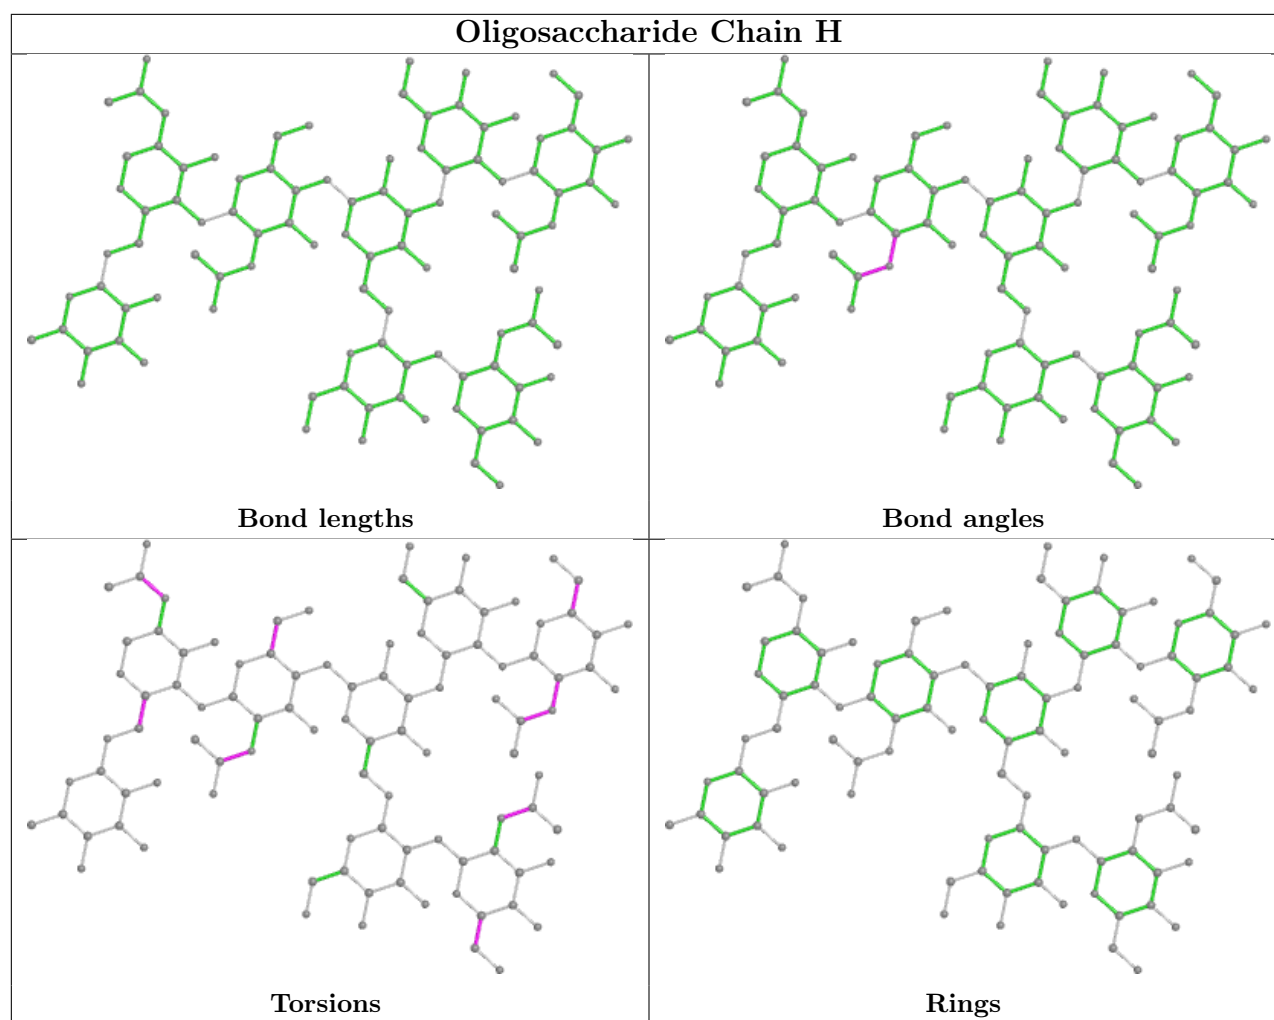 Oligosaccharide Chain H
Bond lengths
Bond angles
Torsions
Rings